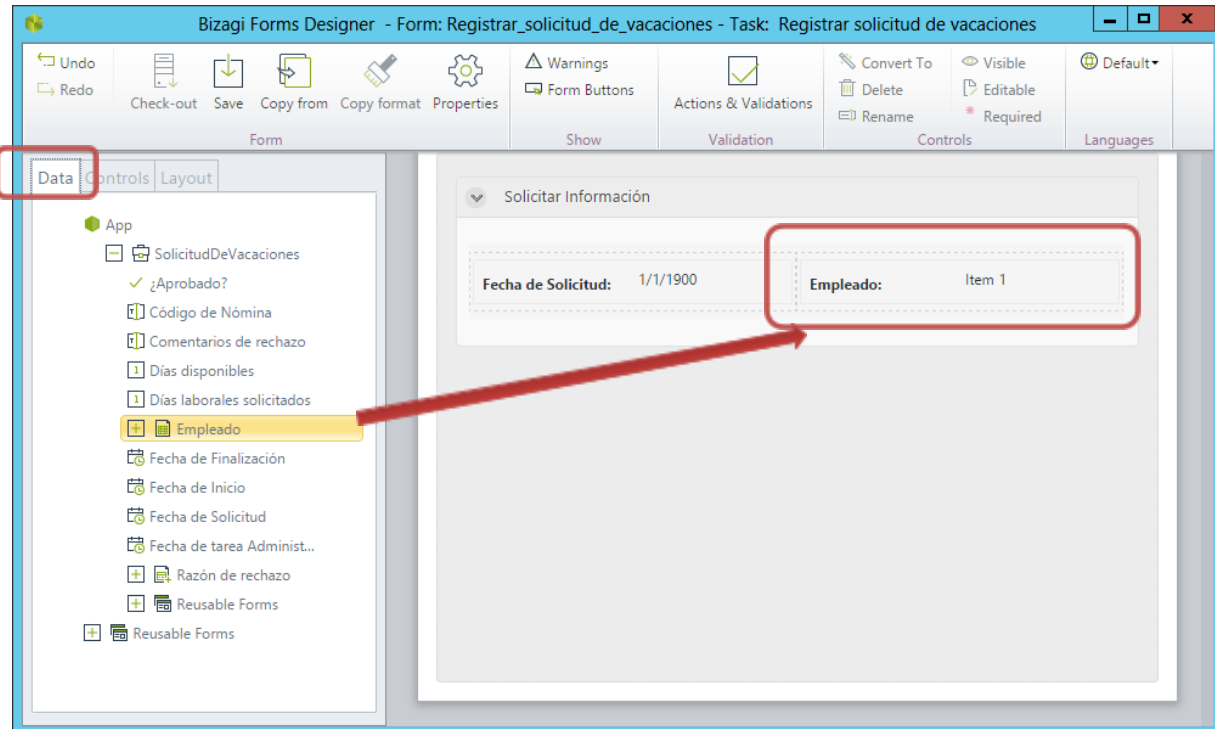 Bizagi Forms Designer - Form: Registrar_solicitud_de_vacaciones - Task: Registrar solicitud de vacaciones
Undo
Redo
Check-out Save Copy from Copy format Properties
Form
Warnings
Form Buttons
Show
Actions & Validations
Validation
Convert To
Delete
Rename
Visible
Editable
* Required
Controls
Default
Languages
Data Controls Layout
App
SolicitudDeVacaciones
¿Aprobado?
Código de Nómina
Comentarios de rechazo
Días disponibles
Días laborales solicitados
Empleado
Fecha de Finalización
Fecha de Inicio
Fecha de Solicitud
Fecha de tarea Administ...
Razón de rechazo
Reusable Forms
Reusable Forms
Solicitar Información
Fecha de Solicitud: 1/1/1900
Empleado: Item 1